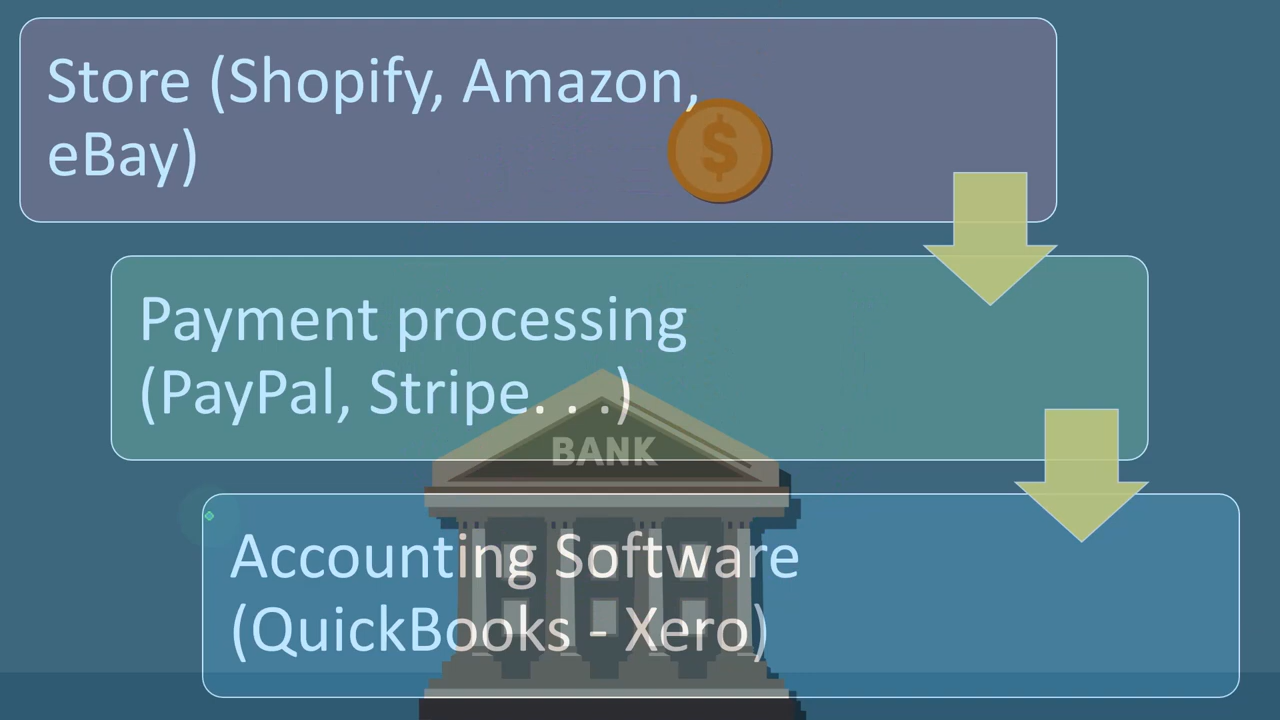 Store (Shopify, Amazon,
eBay)
$
Payment processing
(PayPal, Stripe. . .)
BANK
Accounting Software
(QuickBooks - Xero)